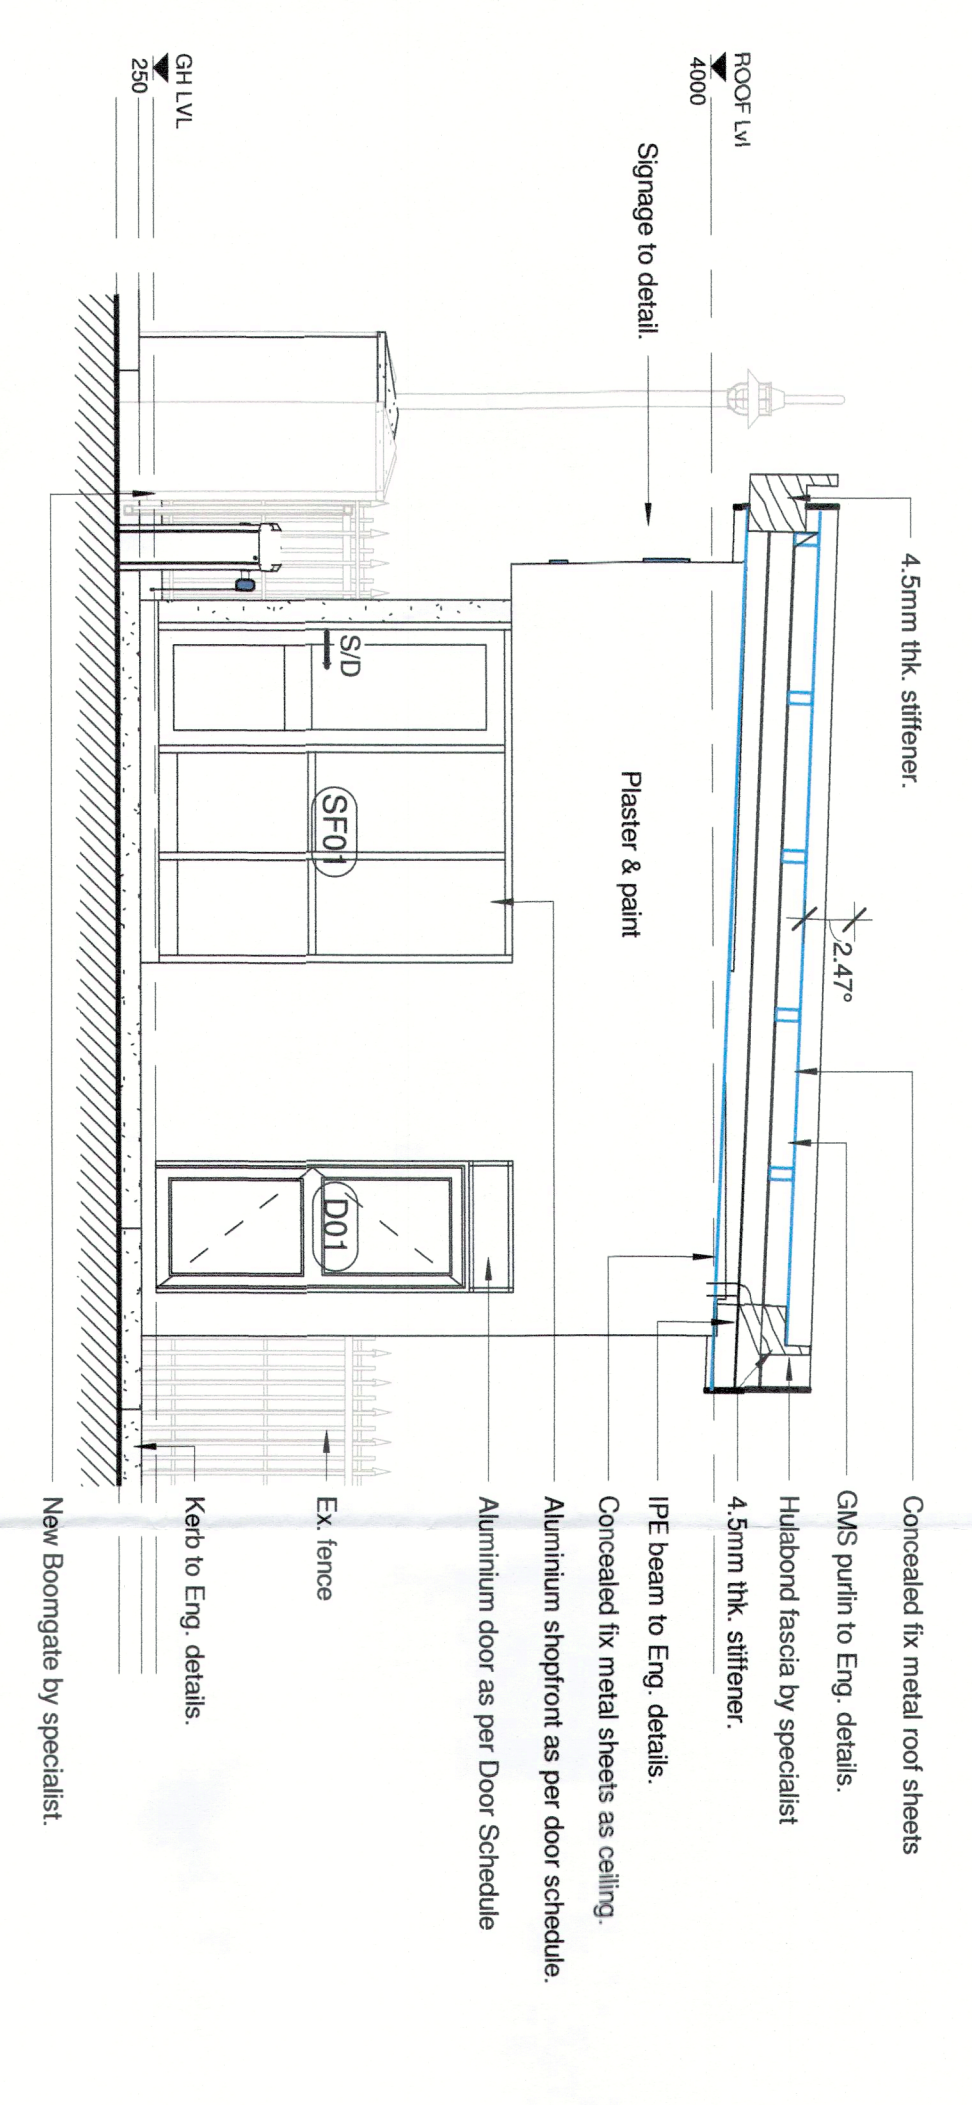 4.5mm thk. stiffener.
2.47°
ROOF Lvl
4000
Signage to detail.
Plaster & paint
S/D
SF01
D01
GH LVL
250
Concealed fix metal roof sheets
GMS purlin to Eng. details.
Hulabond fascia by specialist
4.5mm thk. stiffener.
IPE beam to Eng. details.
Concealed fix metal sheets as ceiling.
Aluminium shopfront as per door schedule.
Aluminium door as per Door Schedule
Ex. fence
Kerb to Eng. details.
New Boomgate by specialist.